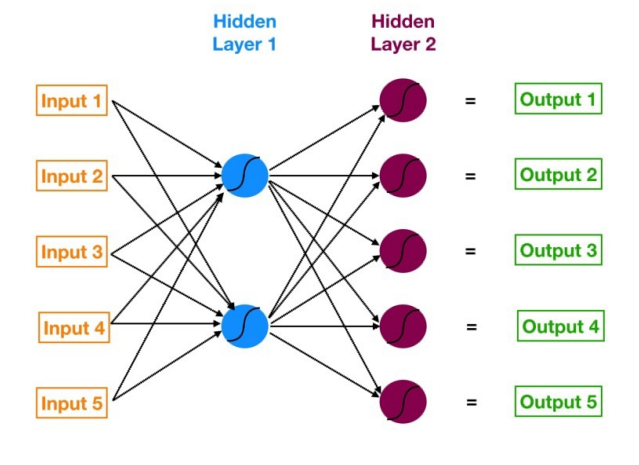 Hidden
Layer 1
Hidden
Layer 2
Input 1
= Output 1
Input 2
= Output 2
Input 3
= Output 3
Input 4
= Output 4
Input 5
= Output 5